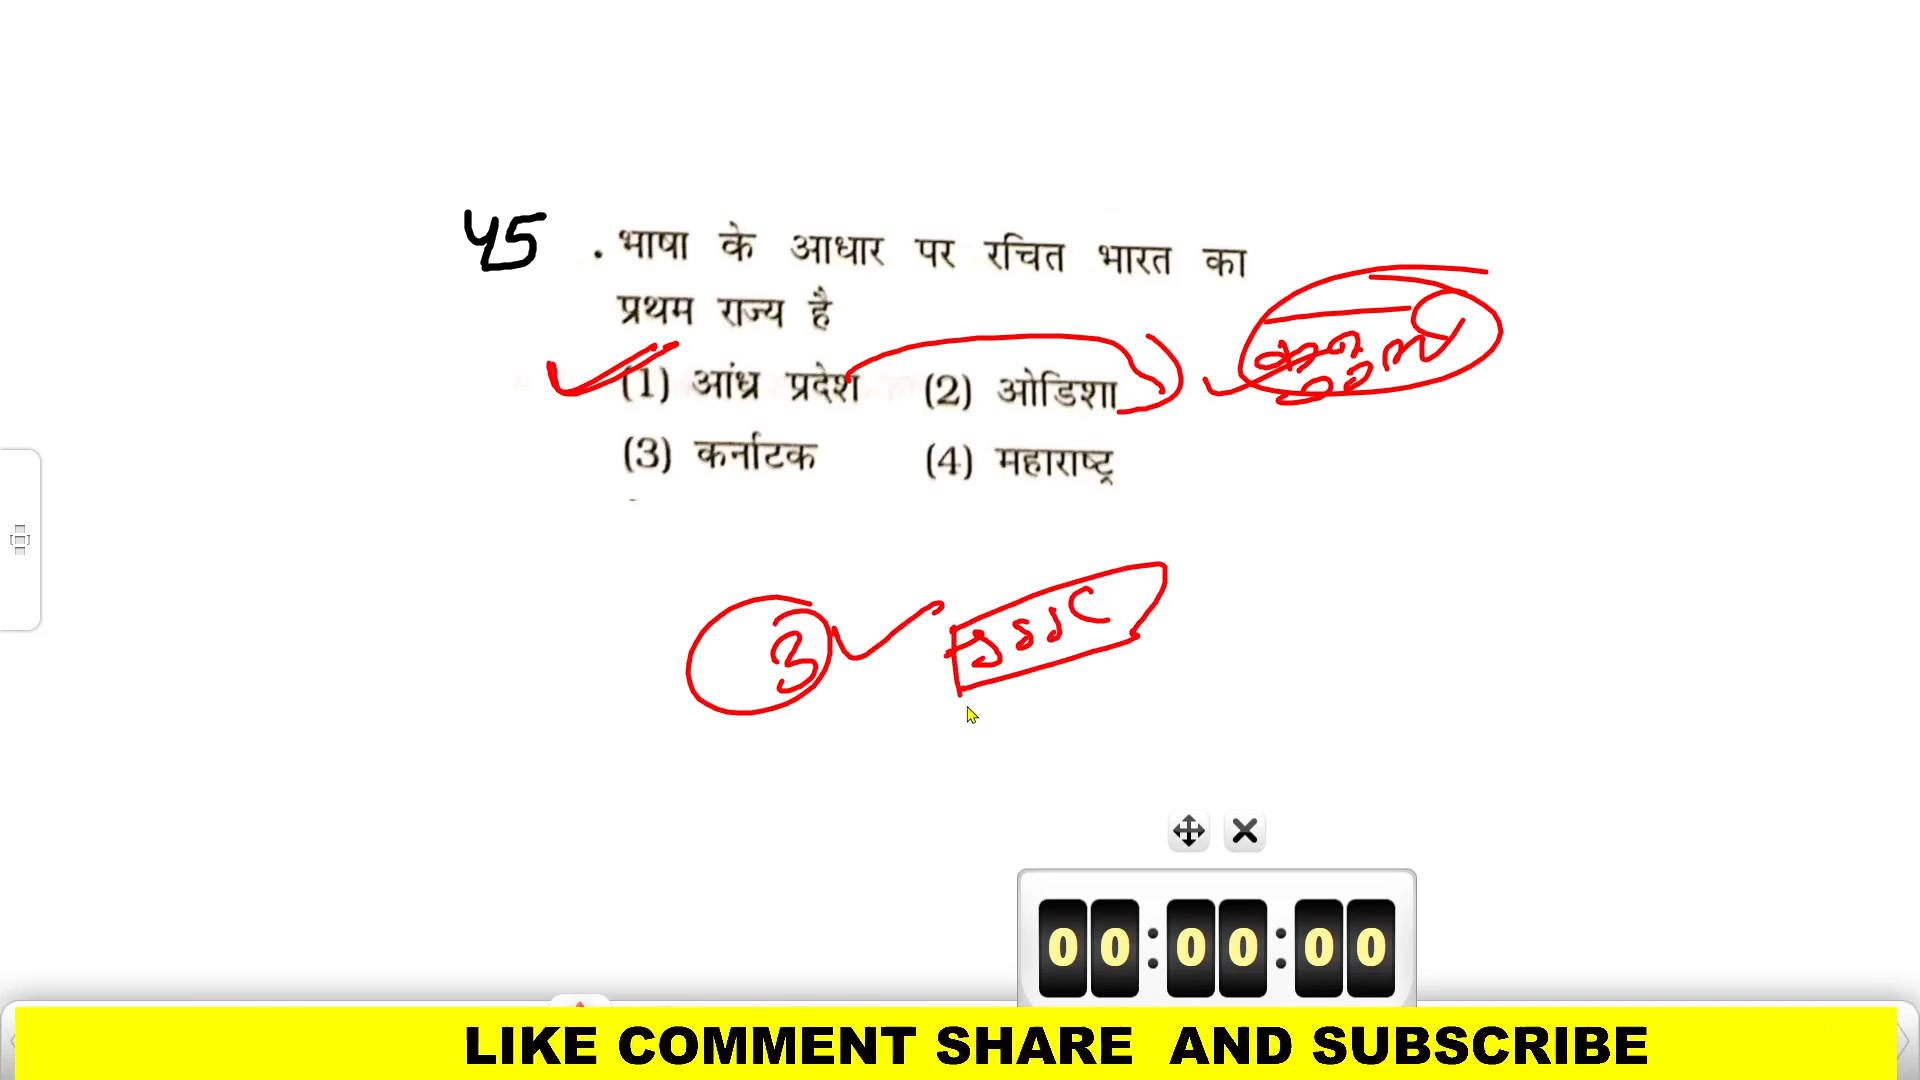 45 . भाषा के आधार पर रचित भारत का
प्रथम राज्य है
(1) आंध्र प्रदेश (2) ओडिशा
(3) कर्नाटक (4) महाराष्ट्र
3
00:00:00
LIKE COMMENT SHARE AND SUBSCRIBE